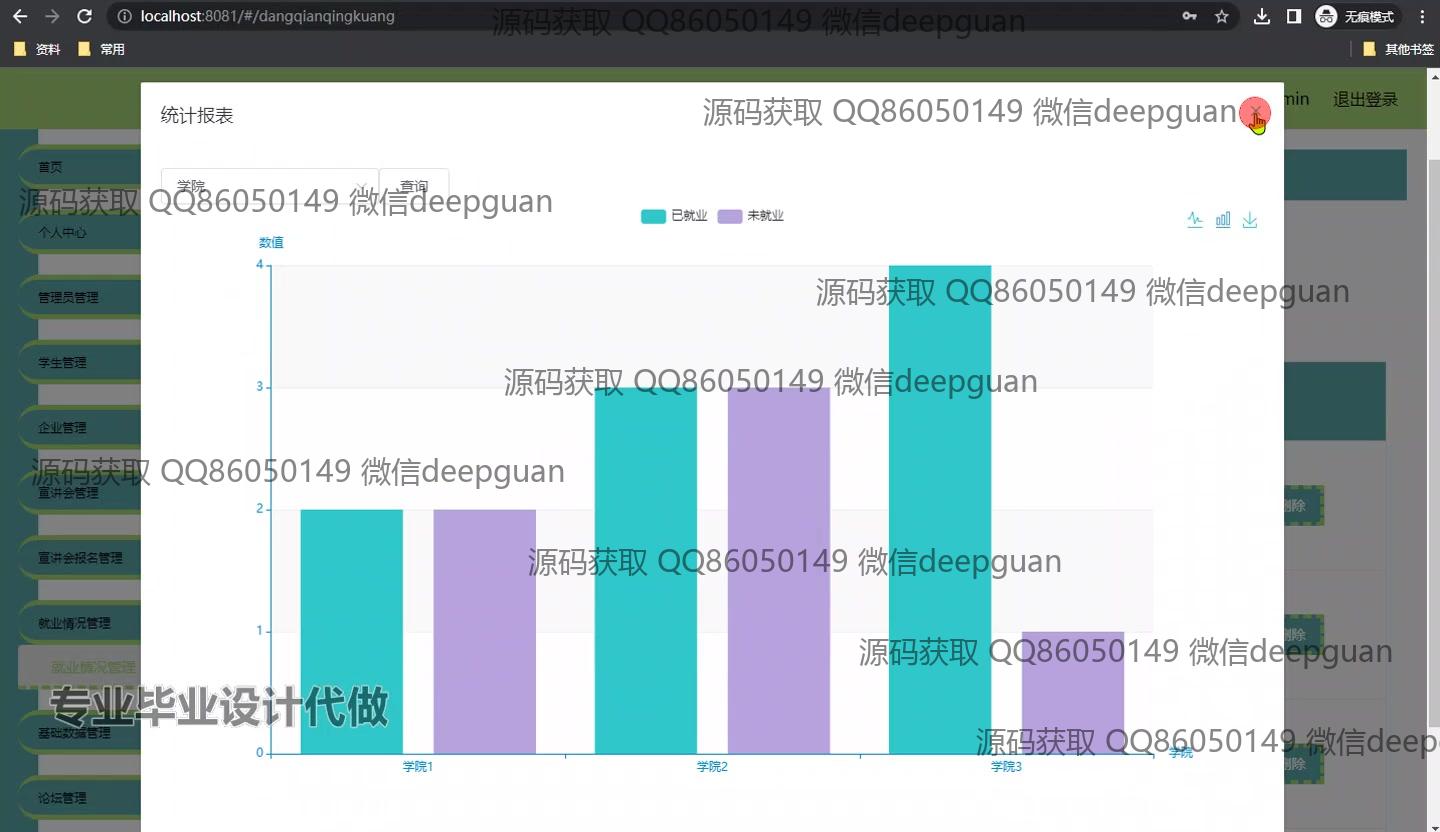 localhost:8081/#/dangqianqingkuang
无痕模式
资料
常用
其他书签
源码获取 QQ86050149 微信deepguan
统计报表
源码获取 QQ86050149 微信deepguan
min
退出登录
首页
学院
查询
源码获取 QQ86050149 微信deepguan
已就业
未就业
个人中心
数值
4
源码获取 QQ86050149 微信deepguan
管理员管理
学生管理
3
源码获取 QQ86050149 微信deepguan
企业管理
源码获取 QQ86050149 微信deepguan
宣讲会管理
2
删除
宣讲会报名管理
源码获取 QQ86050149 微信deepguan
就业情况管理
1
删除
源码获取 QQ86050149 微信deepguan
就业情况管理
专业毕业设计代做
基础数据管理
源码获取 QQ86050149 微信deep
0
学院
删除
学院1
学院2
学院3
论坛管理